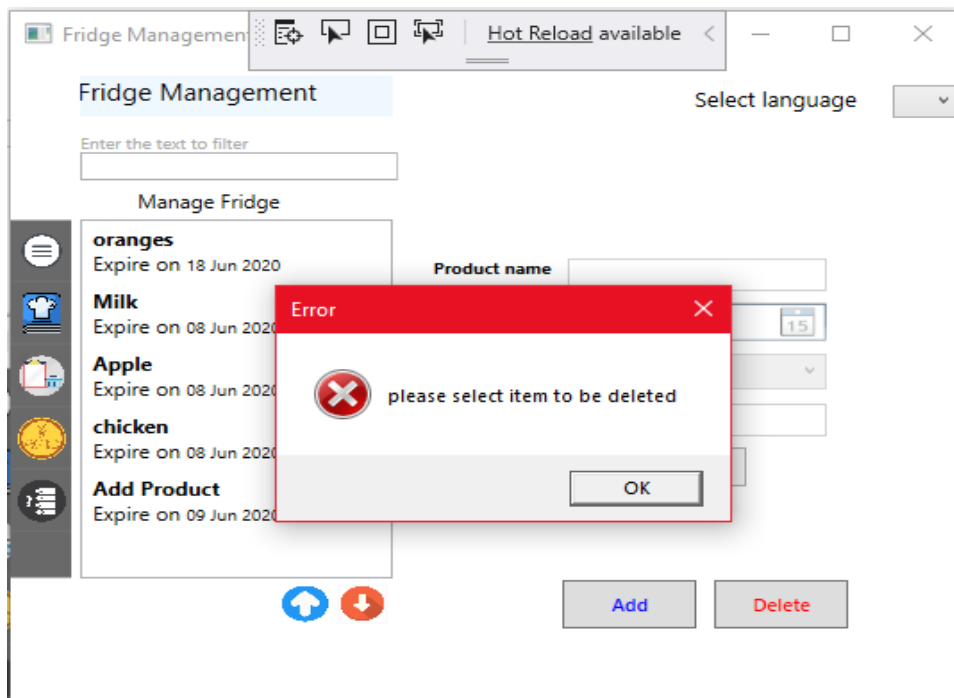 Fridge Management
Hot Reload available
Fridge Management
Select language
Enter the text to filter
Manage Fridge
oranges
Expire on 18 Jun 2020
Product name
Milk
Expire on 08 Jun 2020
Error
15
Apple
Expire on 08 Jun 2020
please select item to be deleted
chicken
Expire on 08 Jun 2020
Add Product
Expire on 09 Jun 2020
OK
Add
Delete